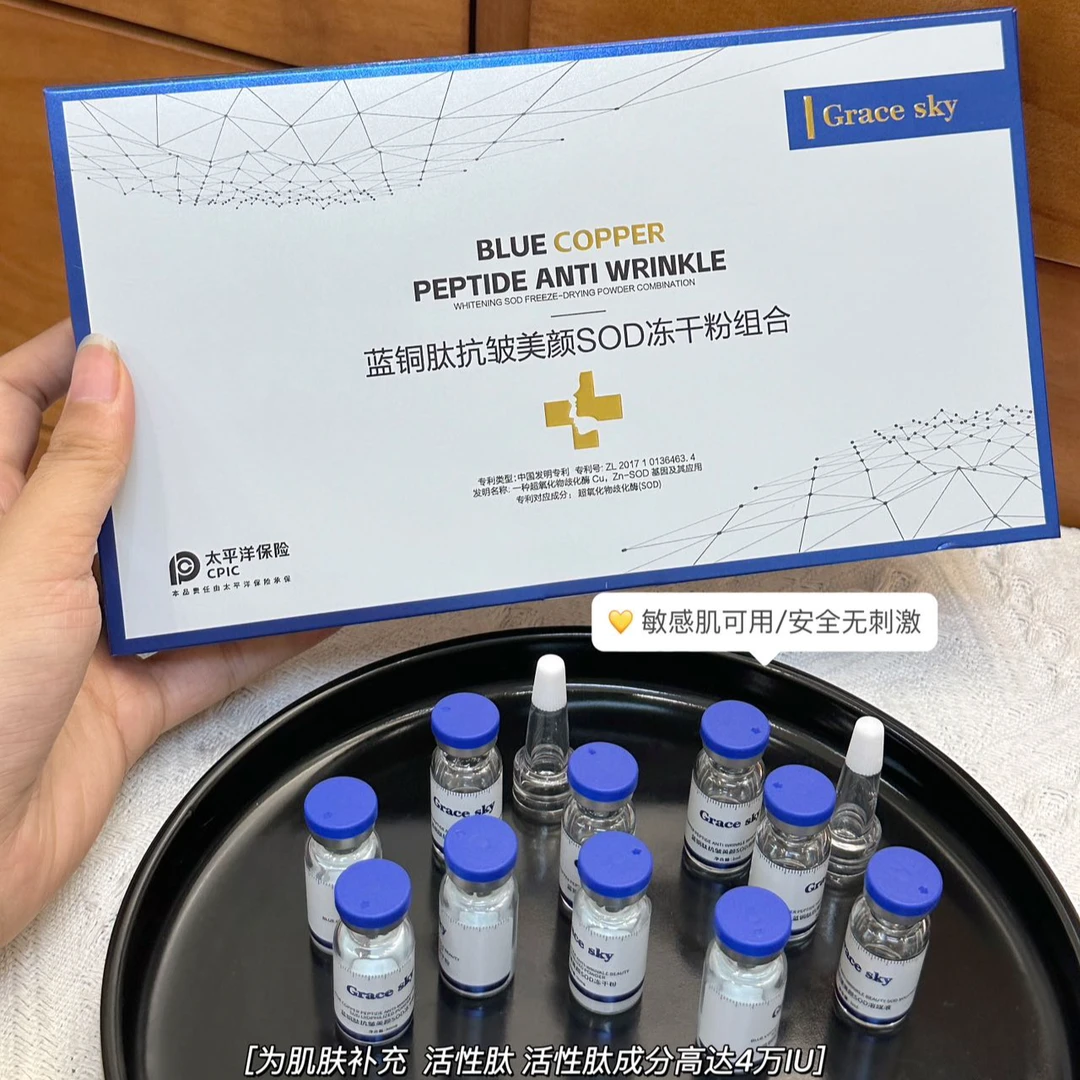 Grace sky
BLUE COPPER
PEPTIDE ANTI WRINKLE
WHITENING SOD FREEZE-DRYING POWDER COMBINATION
蓝铜肽抗皱美颜SOD冻干粉组合
专利类型:中国发明专利 专利号: ZL 2017 1 0136463. 4
发明名称: 一种超氧化物歧化酶 Cu, Zn-SOD 基因及其应用
专利对应成分: 超氧化物歧化酶(SOD)
太平洋保险
CPIC
本品责任由太平洋保险承保
💛 敏感肌可用/安全无刺激
Grace sky
Grace sky
Grace sky
Grace sky
[为肌肤补充 活性肽 活性肽成分高达4万IU]